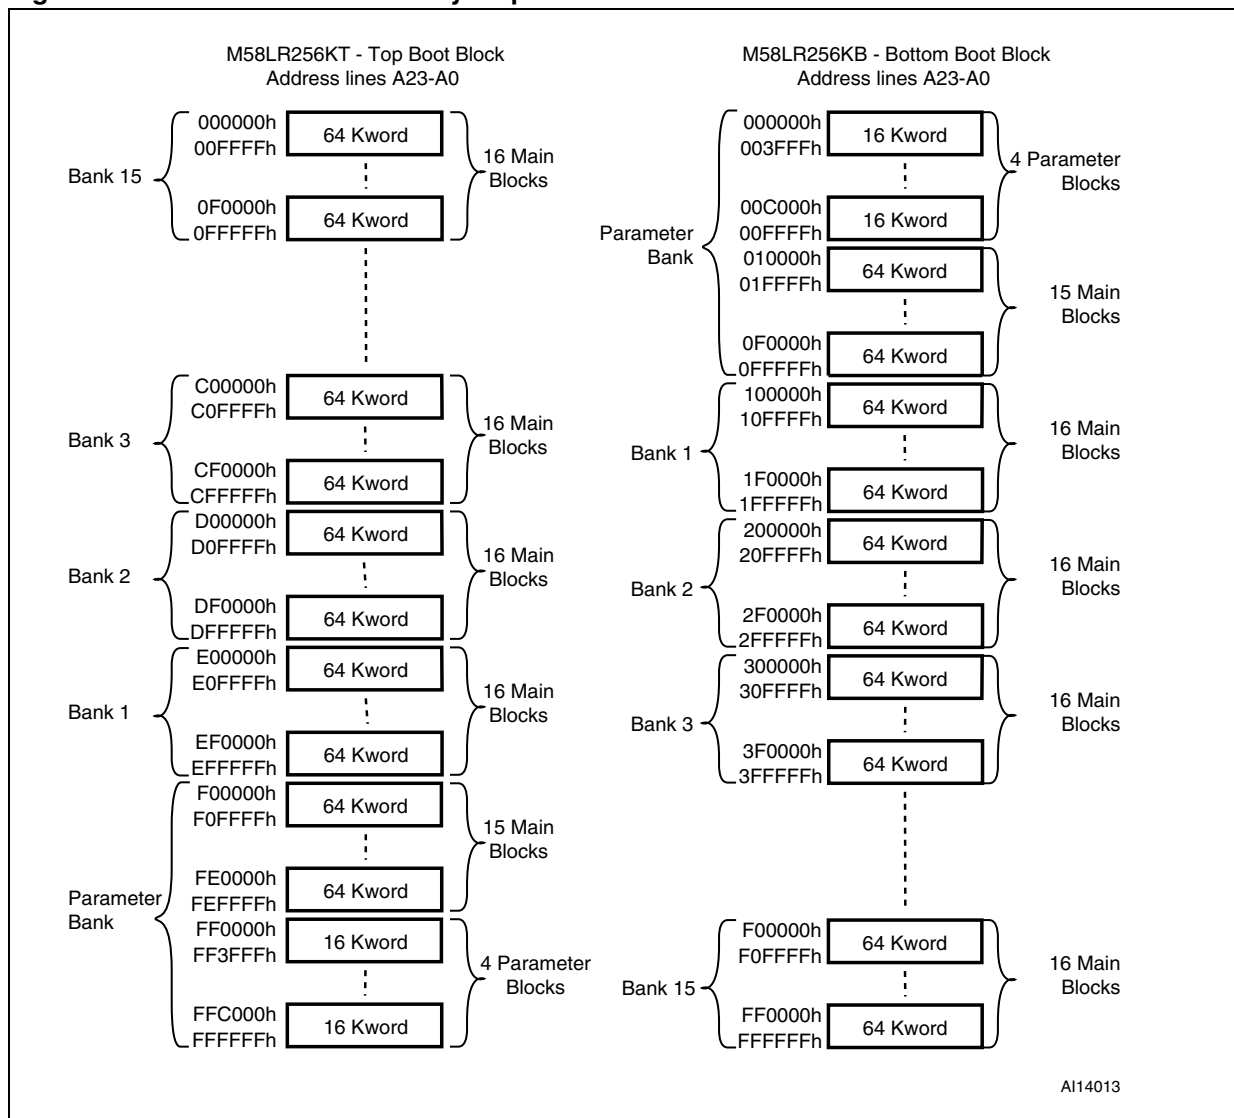 M58LR256KT - Top Boot Block
Address lines A23-A0
000000h
00FFFFh
64 Kword
Bank 15
16 Main
Blocks
0F0000h
0FFFFFh
64 Kword
C00000h
C0FFFFh
64 Kword
Bank 3
16 Main
Blocks
CF0000h
CFFFFFh
64 Kword
D00000h
D0FFFFh
64 Kword
Bank 2
16 Main
Blocks
DF0000h
DFFFFFh
64 Kword
E00000h
E0FFFFh
64 Kword
Bank 1
16 Main
Blocks
EF0000h
EFFFFFh
64 Kword
F00000h
F0FFFFh
64 Kword
15 Main
Blocks
FE0000h
FEFFFFh
64 Kword
Parameter
Bank
FF0000h
FF3FFFh
16 Kword
4 Parameter
Blocks
FFC000h
FFFFFFh
16 Kword
M58LR256KB - Bottom Boot Block
Address lines A23-A0
000000h
003FFFh
16 Kword
4 Parameter
Blocks
00C000h
00FFFFh
16 Kword
Parameter
Bank
010000h
01FFFFh
64 Kword
15 Main
Blocks
0F0000h
0FFFFFh
64 Kword
100000h
10FFFFh
64 Kword
Bank 1
16 Main
Blocks
1F0000h
1FFFFFh
64 Kword
200000h
20FFFFh
64 Kword
Bank 2
16 Main
Blocks
2F0000h
2FFFFFh
64 Kword
300000h
30FFFFh
64 Kword
Bank 3
16 Main
Blocks
3F0000h
3FFFFFh
64 Kword
F00000h
F0FFFFh
64 Kword
Bank 15
16 Main
Blocks
FF0000h
FFFFFFh
64 Kword
AI14013